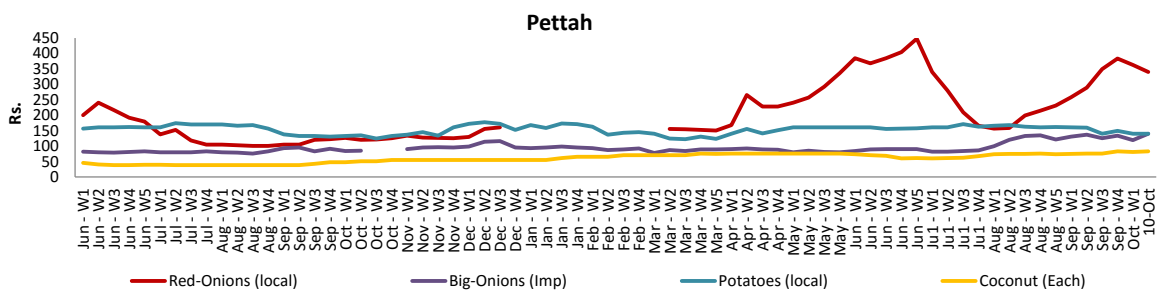 Pettah
450
400
350
300
250
200
150
100
50
0
Rs.
Jun - W1
Jun - W2
Jun - W3
Jun - W4
Jun - W5
Jul - W1
Jul - W2
Jul - W3
Jul - W4
Aug W1
Aug W2
Aug W3
Aug W4
Sep - W1
Sep - W2
Sep - W3
Sep - W4
Oct - W1
Oct - W2
Oct - W3
Oct - W4
Nov - W1
Nov - W2
Nov - W3
Nov - W4
Dec - W1
Dec - W2
Dec - W3
Dec - W4
Jan - W1
Jan - W2
Jan - W3
Jan - W4
Feb - W1
Feb - W2
Feb - W3
Feb - W4
Mar - W1
Mar - W2
Mar - W3
Mar - W4
Mar - W5
Apr - W1
Apr - W2
Apr - W3
Apr - W4
May - W1
May - W2
May - W3
May - W4
Jun - W1
Jun - W2
Jun - W3
Jun - W4
Jun - W5
Ju1 - W1
Ju1 - W2
Ju1 - W3
Ju1 - W4
Aug - W1
Aug - W2
Aug - W3
Aug - W4
Aug - W5
Sep - W1
Sep - W2
Sep - W3
Sep - W4
Oct - W1
10-Oct
Red-Onions (local) Big-Onions (Imp) Potatoes (local) Coconut (Each)